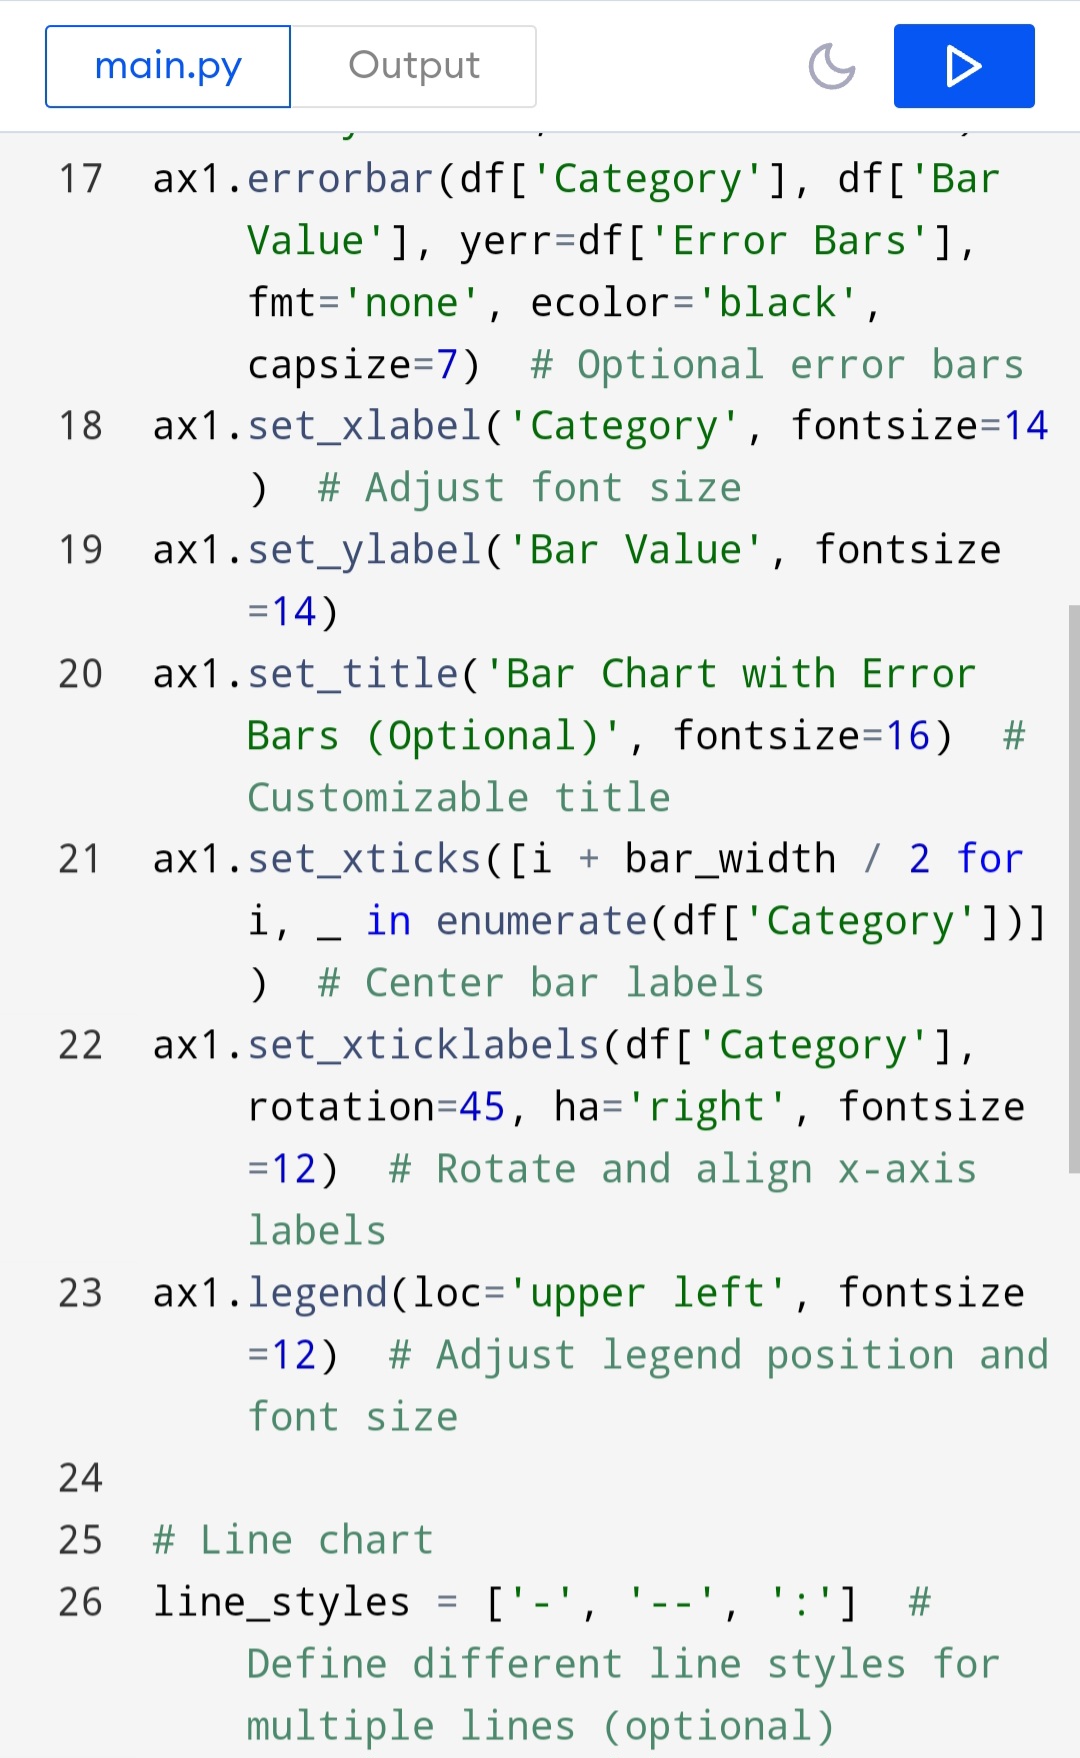 main.py
Output
17 ax1.errorbar(df['Category'], df['Bar
Value'], yerr=df['Error Bars'],
fmt='none', ecolor='black',
capsize=7)  # Optional error bars
18 ax1.set_xlabel('Category', fontsize=14
)  # Adjust font size
19 ax1.set_ylabel('Bar Value', fontsize
=14)
20 ax1.set_title('Bar Chart with Error
Bars (Optional)', fontsize=16)  #
Customizable title
21 ax1.set_xticks([i + bar_width / 2 for
i, _ in enumerate(df['Category'])]
)  # Center bar labels
22 ax1.set_xticklabels(df['Category'],
rotation=45, ha='right', fontsize
=12)  # Rotate and align x-axis
labels
23 ax1.legend(loc='upper left', fontsize
=12)  # Adjust legend position and
font size
24
25 # Line chart
26 line_styles = ['-', '--', ':']  #
Define different line styles for
multiple lines (optional)